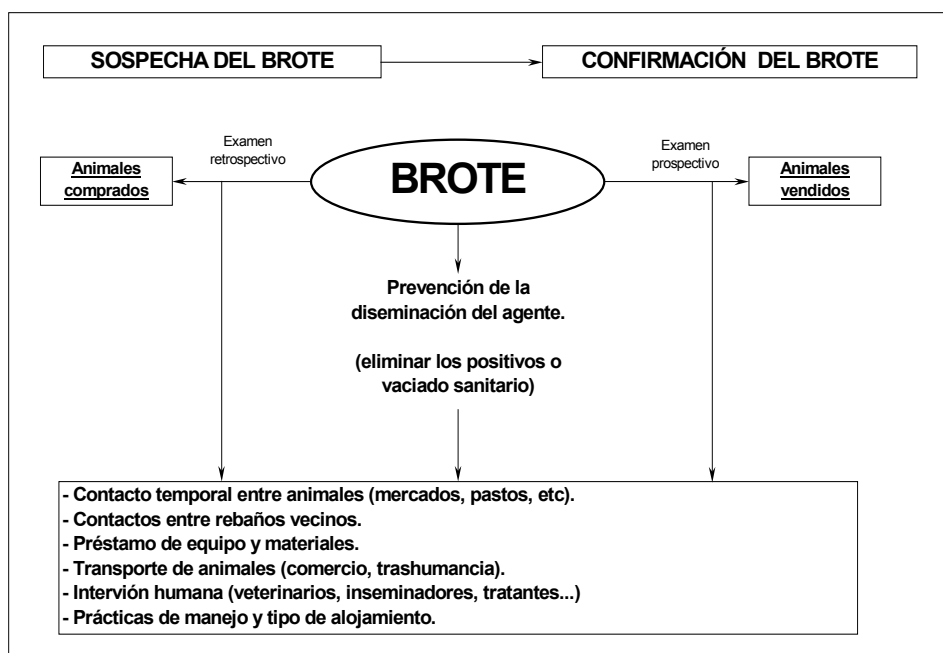 SOSPECHA DEL BROTE
CONFIRMACIÓN DEL BROTE
Examen
retrospectivo
Examen
prospectivo
Animales
comprados
BROTE
Animales
vendidos
Prevención de la
diseminación del agente.
(eliminar los positivos o
vaciado sanitario)
- Contacto temporal entre animales (mercados, pastos, etc).
- Contactos entre rebaños vecinos.
- Préstamo de equipo y materiales.
- Transporte de animales (comercio, trashumancia).
- Intervión humana (veterinarios, inseminadores, tratantes...)
- Prácticas de manejo y tipo de alojamiento.